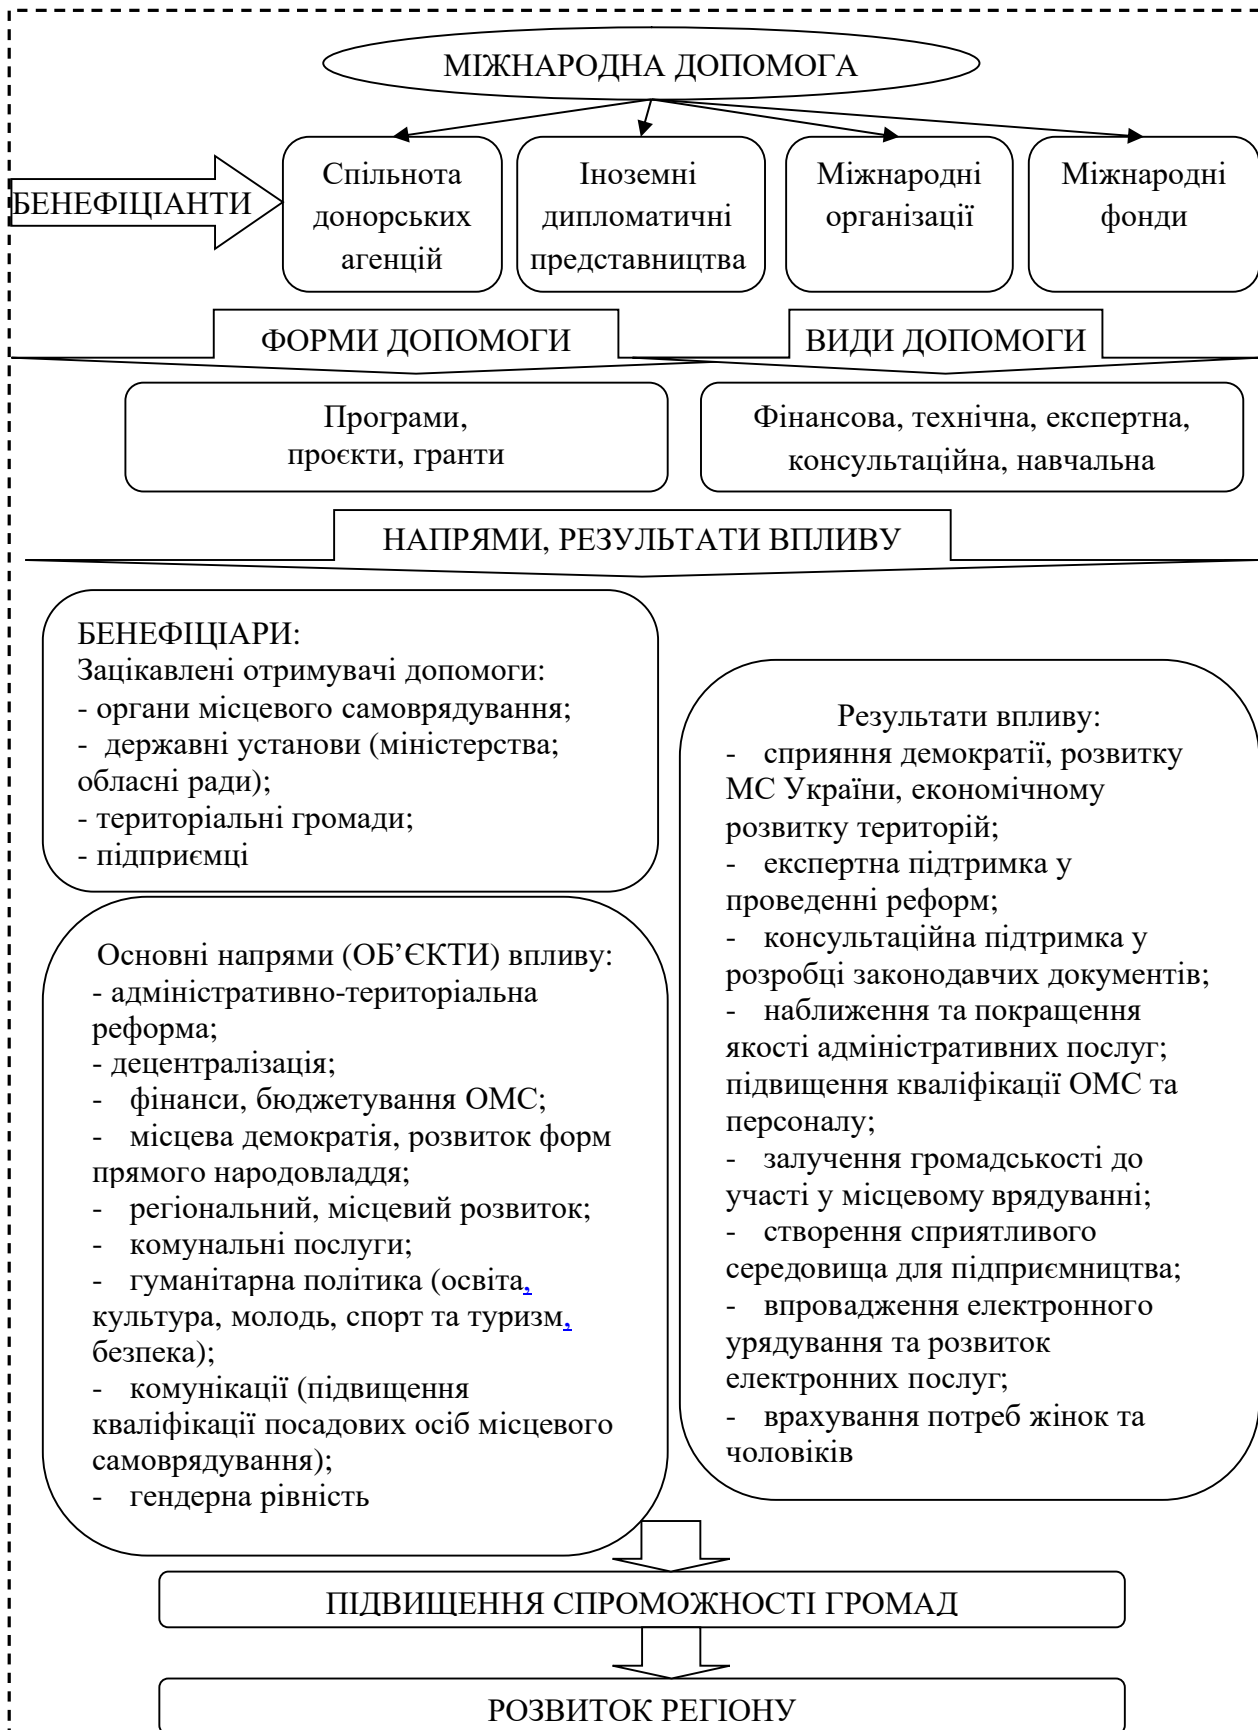 МІЖНАРОДНА ДОПОМОГА
БЕНЕФІЦІАНТИ
Спільнота
донорських
агенцій
Іноземні
дипломатичні
представництва
Міжнародні
організації
Міжнародні
фонди
ФОРМИ ДОПОМОГИ
ВИДИ ДОПОМОГИ
Програми,
проєкти, гранти
Фінансова, технічна, експертна,
консультаційна, навчальна
НАПРЯМИ, РЕЗУЛЬТАТИ ВПЛИВУ
БЕНЕФІЦІАРИ:
Зацікавлені отримувачі допомоги:
- органи місцевого самоврядування;
- державні установи (міністерства;
обласні ради);
- територіальні громади;
- підприємці
Основні напрями (ОБ’ЄКТИ) впливу:
- адміністративно-територіальна
реформа;
- децентралізація;
- фінанси, бюджетування ОМС;
- місцева демократія, розвиток форм
прямого народовладдя;
- регіональний, місцевий розвиток;
- комунальні послуги;
- гуманітарна політика (освіта,
культура, молодь, спорт та туризм,
безпека);
- комунікації (підвищення
кваліфікації посадових осіб місцевого
самоврядування);
- гендерна рівність
Результати впливу:
- сприяння демократії, розвитку
МС України, економічному
розвитку територій;
- експертна підтримка у
проведенні реформ;
- консультаційна підтримка у
розробці законодавчих документів;
- наближення та покращення
якості адміністративних послуг;
підвищення кваліфікації ОМС та
персоналу;
- залучення громадськості до
участі у місцевому врядуванні;
- створення сприятливого
середовища для підприємництва;
- впровадження електронного
урядування та розвиток
електронних послуг;
- врахування потреб жінок та
чоловіків
ПІДВИЩЕННЯ СПРОМОЖНОСТІ ГРОМАД
РОЗВИТОК РЕГІОНУ